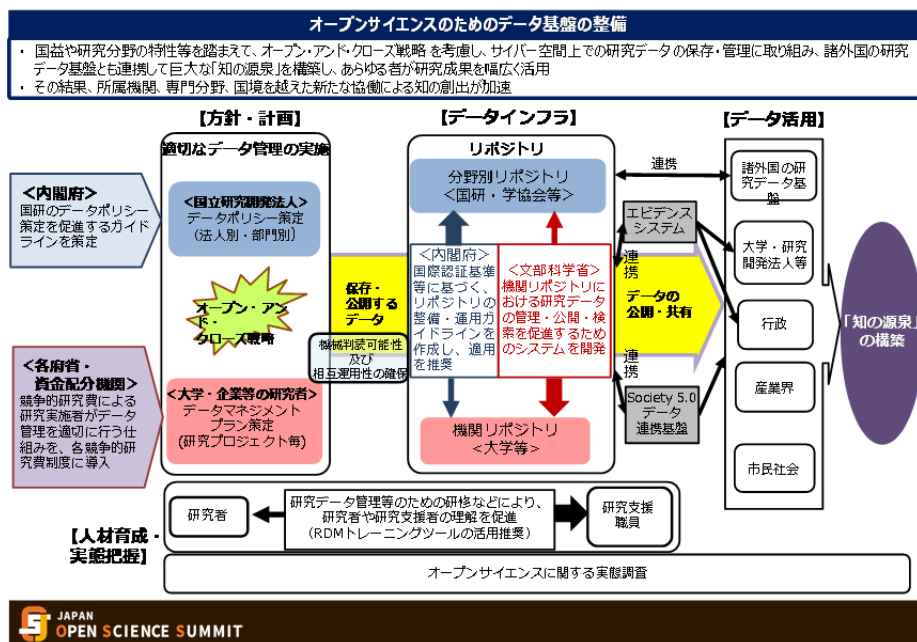 オープンサイエンスのためのデータ基盤の整備
・ 国益や研究分野の特性等を踏まえて、オープン・アンド・クローズ戦略 を考慮し、サイバー空間上での研究データ の保存・管理に取り組み、諸外国の研究
データ基盤とも連携して巨大な「知の源泉」を構築し、あらゆる者が研究成果を幅広く活用
・ その結果、所属機関、専門分野、国境を越えた新たな協働による知の創出が加速
【方針・計画】
適切なデータ管理の実施
<内閣府>
国研のデータポリシー
策定を促進するガイド
ラインを策定
<国立研究開発法人>
データポリシー策定
(法人別・部門別)
オープン・アン
ド・
クローズ戦略
<各府省・
資金配分機関>
競争的研究費による
研究実施者がデータ
管理を適切に行う仕
組みを、各競争的研
究費制度に導入
<大学・企業等の研究者>
データマネジメント
プラン策定
(研究プロジェクト毎)
保存・
公開する
データ
機械判読可能性
及び
相互運用性の確保
【データインフラ】
リポジトリ
分野別リポジトリ
<国研・学協会等>
<内閣府>
国際認証基準
等に基づく、
リポジトリの
整備・運用ガイ
ドラインを
作成し、適用
を推奨
<文部科学省>
機関リポジトリに
おける研究データ
の管理・公開・検
索を促進するため
のシステムを開発
機関リポジトリ
<大学等>
連携
エビデンス
システム
連携
データの
公開・共有
連携
Society 5.0
データ
連携基盤
【データ活用】
諸外国の研
究データ基
盤
大学・研究
開発法人等
行政
産業界
市民社会
「知の源泉」
の構築
【人材育成・
実態把握】
研究者
研究データ管理等のための研修などにより、
研究者や研究支援者の理解を促進
(RDMトレーニングツールの活用推奨)
研究支援
職員
オープンサイエンスに関する実態調査
JAPAN
OPEN SCIENCE SUMMIT